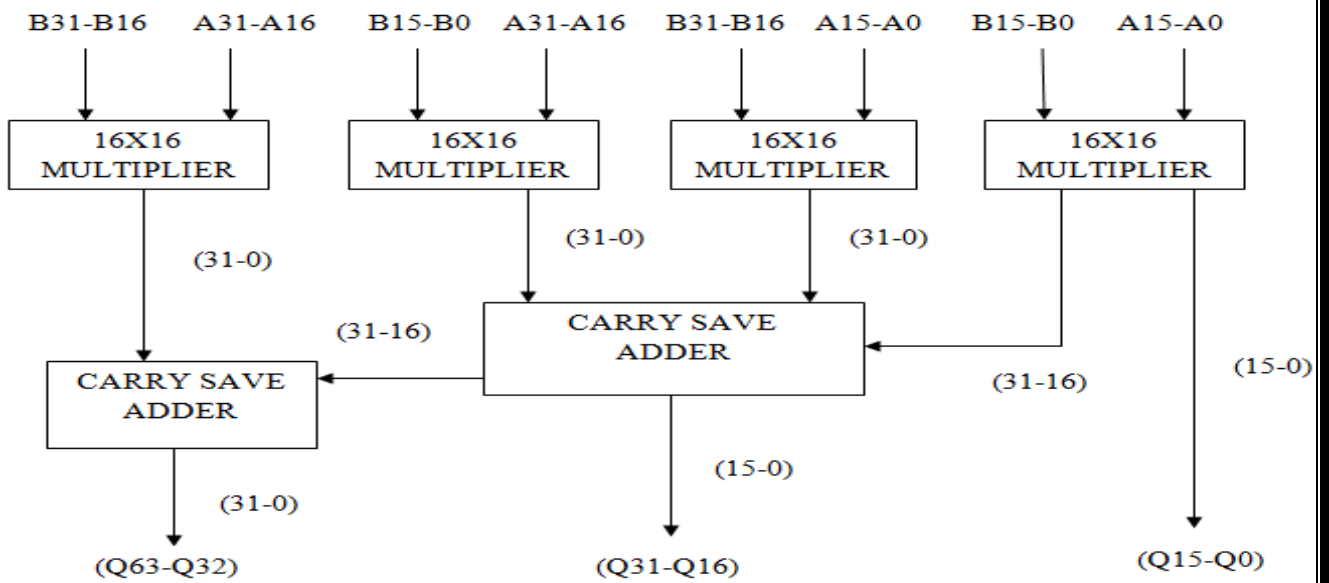 B31-B16 A31-A16 B15-B0 A31-A16 B31-B16 A15-A0 B15-B0 A15-A0
16X16
MULTIPLIER
16X16
MULTIPLIER
16X16
MULTIPLIER
16X16
MULTIPLIER
(31-0)
(31-0)
(31-0)
CARRY SAVE
ADDER
(31-16)
(31-16)
(15-0)
CARRY SAVE
ADDER
(15-0)
(31-0)
(Q63-Q32)
(Q31-Q16)
(Q15-Q0)